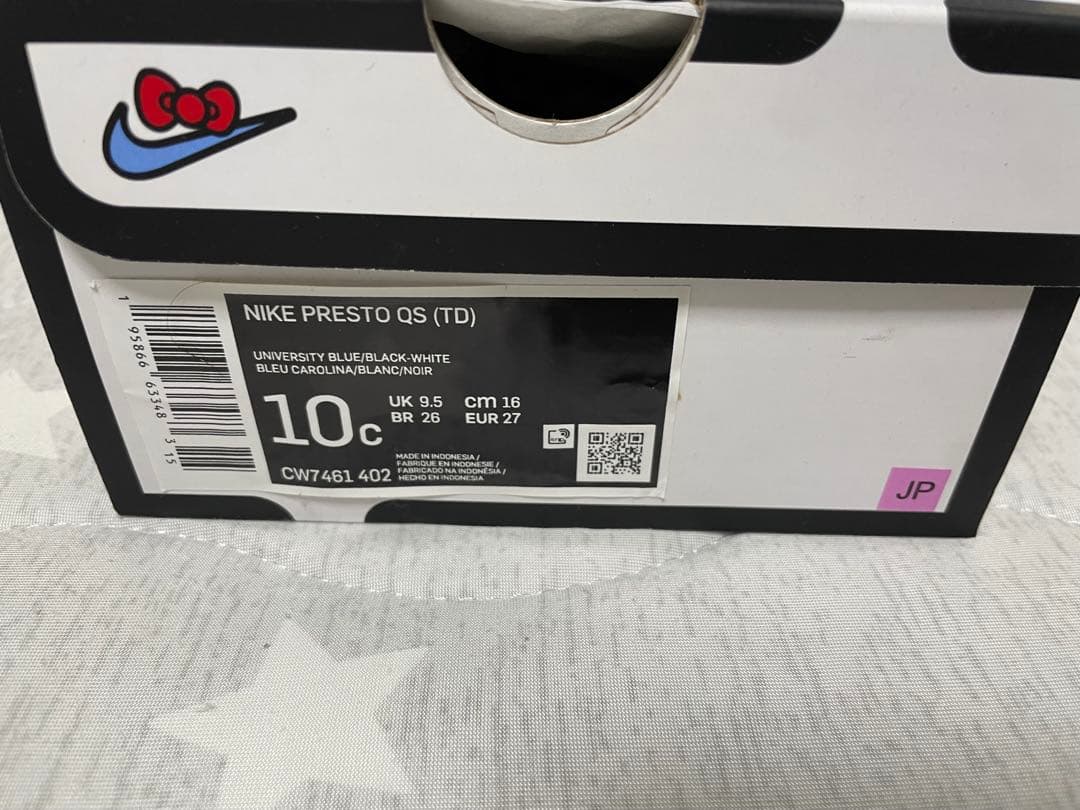 NIKE PRESTO QS (TD)
UNIVERSITY BLUE/BLACK-WHITE
BLEU CAROLINA/BLANC/NOIR
10C
UK 9.5 cm 16
BR 26 EUR 27
CW7461 402
MADE IN INDONESIA /
FABRIQUE EN INDONESIE /
FABRICADO NA INDONÉSIA /
HECHO EN INDONESIA
1 95866 63348 3 15
JP